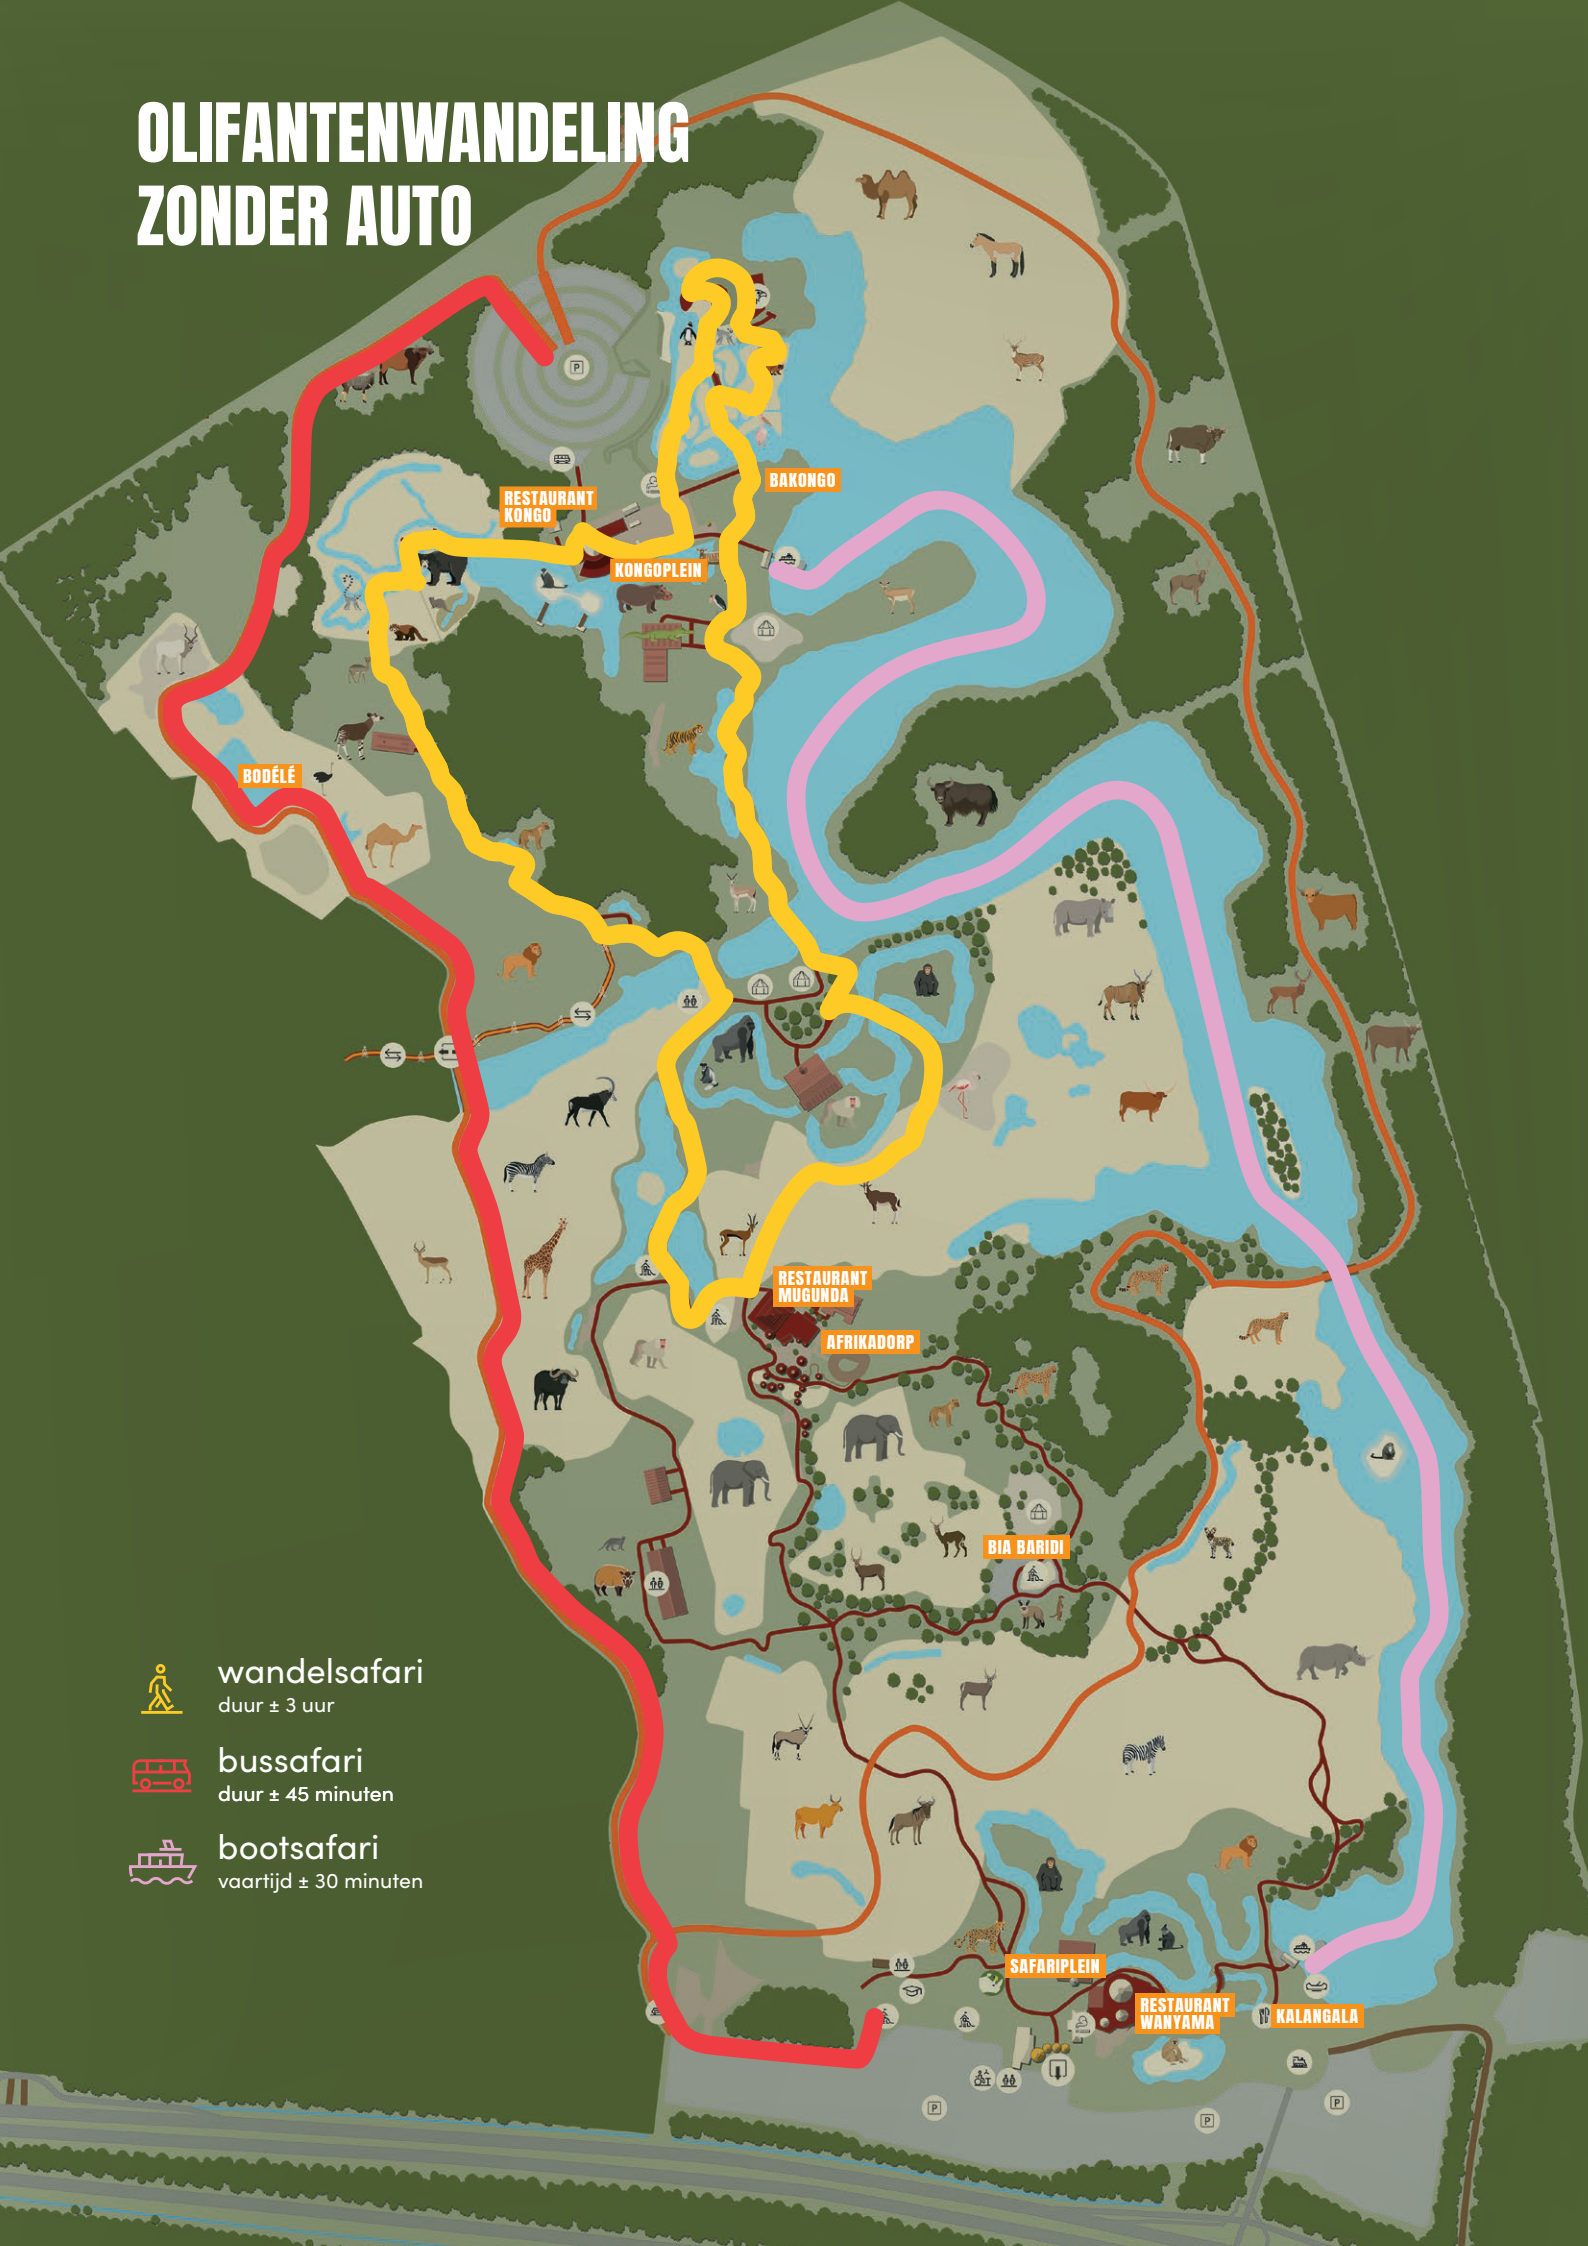 OLIFANTENWANDELING
ZONDER AUTO
P
BAKONGO
RESTAURANT
KONGO
KONGOPLEIN
BODÉLÉ
RESTAURANT
MUGUNDA
AFRIKADORP
BIA BARIDI
wandelsafari
duur ± 3 uur
bussafari
duur ± 45 minuten
bootsafari
vaartijd ± 30 minuten
SAFARIPLEIN
RESTAURANT
WANYAMA
KALANGALA
P
P
P